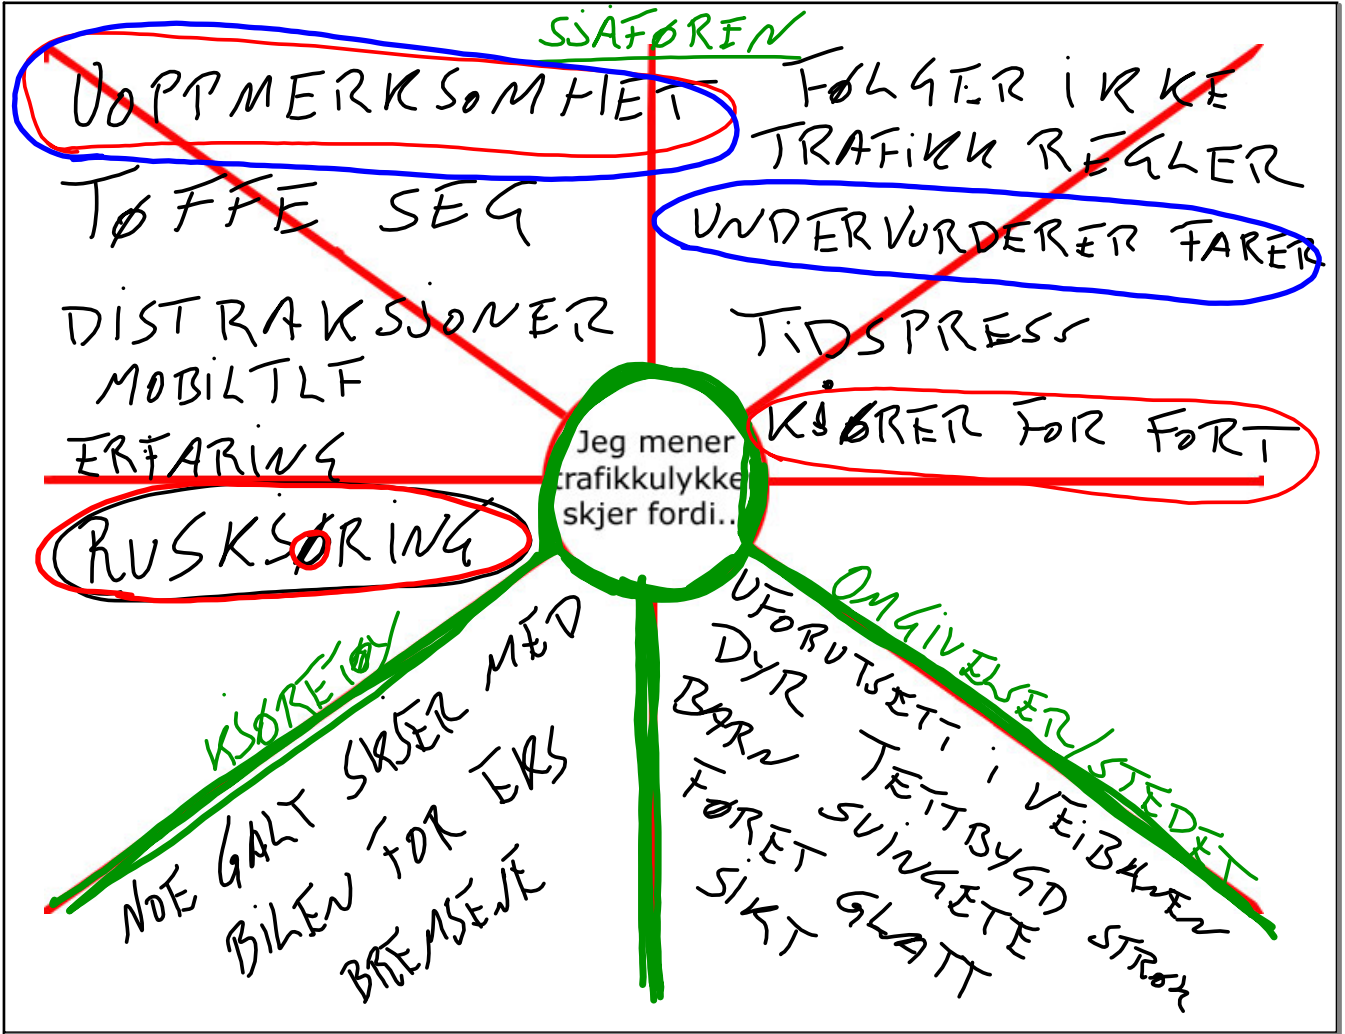 SJÅFØREN
UOPPMERKSOMHET
TØFFE SEG
DISTRAKSJONER
MOBILTLF
ERFARING
RUSKJØRING
FØLGER IKKE
TRAFIKK REGLER
UNDERVURDERER FARER
TIDSPRESS
KJØRER FOR FORT
Jeg mener
trafikkulykke
skjer fordi..
KJØRETØY
NOE GALT SKJER MED
BILEN FOR EKS
BREMSENE
OMGIVELSER/STEDET
UFORUTSETT I VEIBANEN
DYR TETTBYGD STRØK
BARN SVINGETE
FØRET GLATT
SIKT